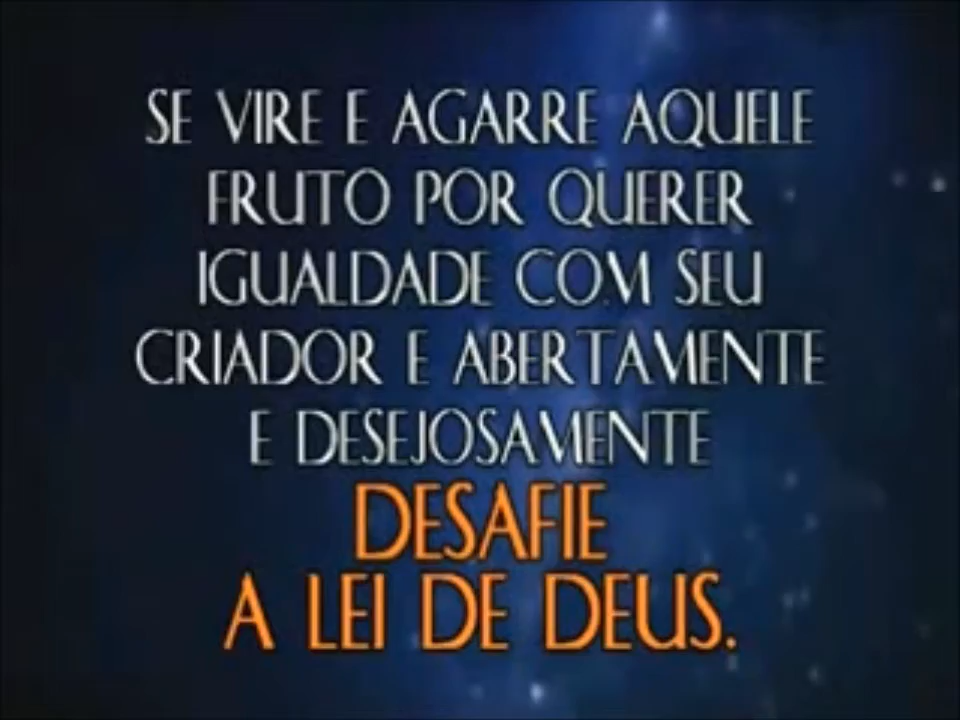 SE VIRE E AGARRE AQUELE
FRUTO POR QUERER
IGUALDADE COM SEU
CRIADOR E ABERTAMENTE
E DESEJOSAMENTE
DESAFIE
A LEI DE DEUS.